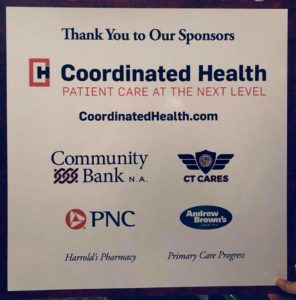 Thank You to Our Sponsors
H Coordinated Health
PATIENT CARE AT THE NEXT LEVEL
CoordinatedHealth.com
Community
Bank N.A.
CT CARES
PNC
Andrew
Brown's
Harrold's Pharmacy
Primary Care Progress